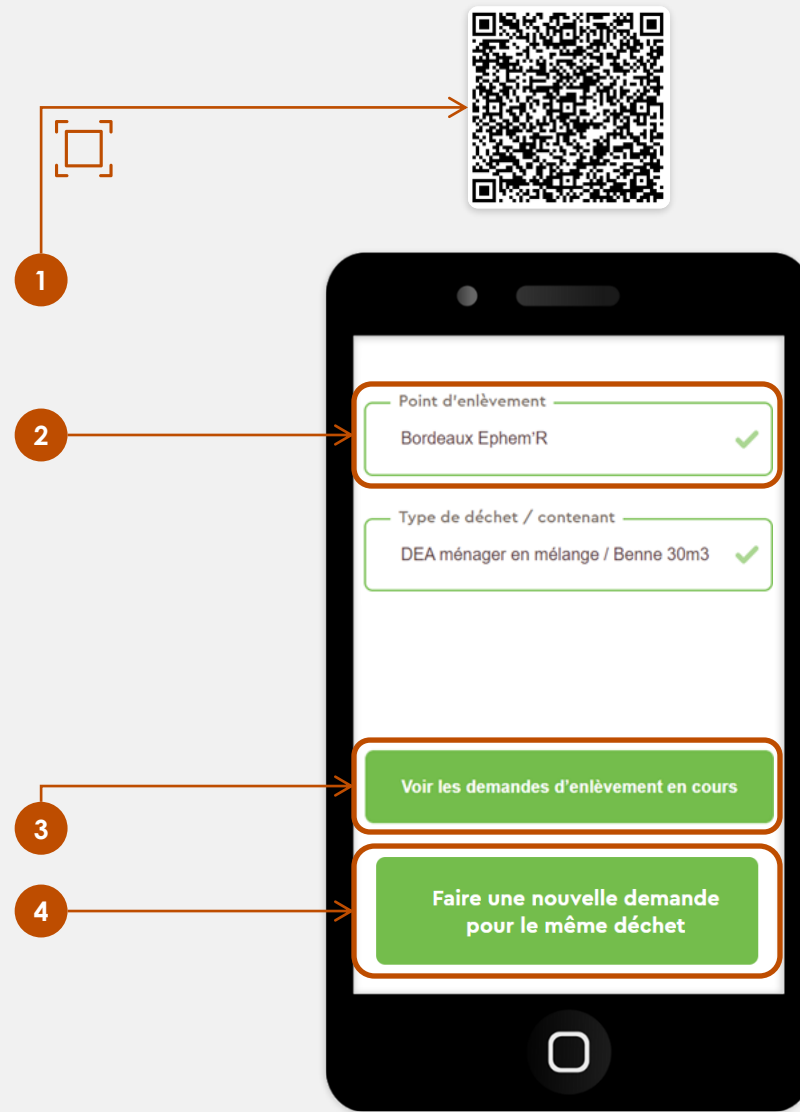 1
2
Point d'enlèvement
Bordeaux Ephem'R
Type de déchet / contenant
DEA ménager en mélange / Benne 30m3
3
Voir les demandes d'enlèvement en cours
4
Faire une nouvelle demande
pour le même déchet